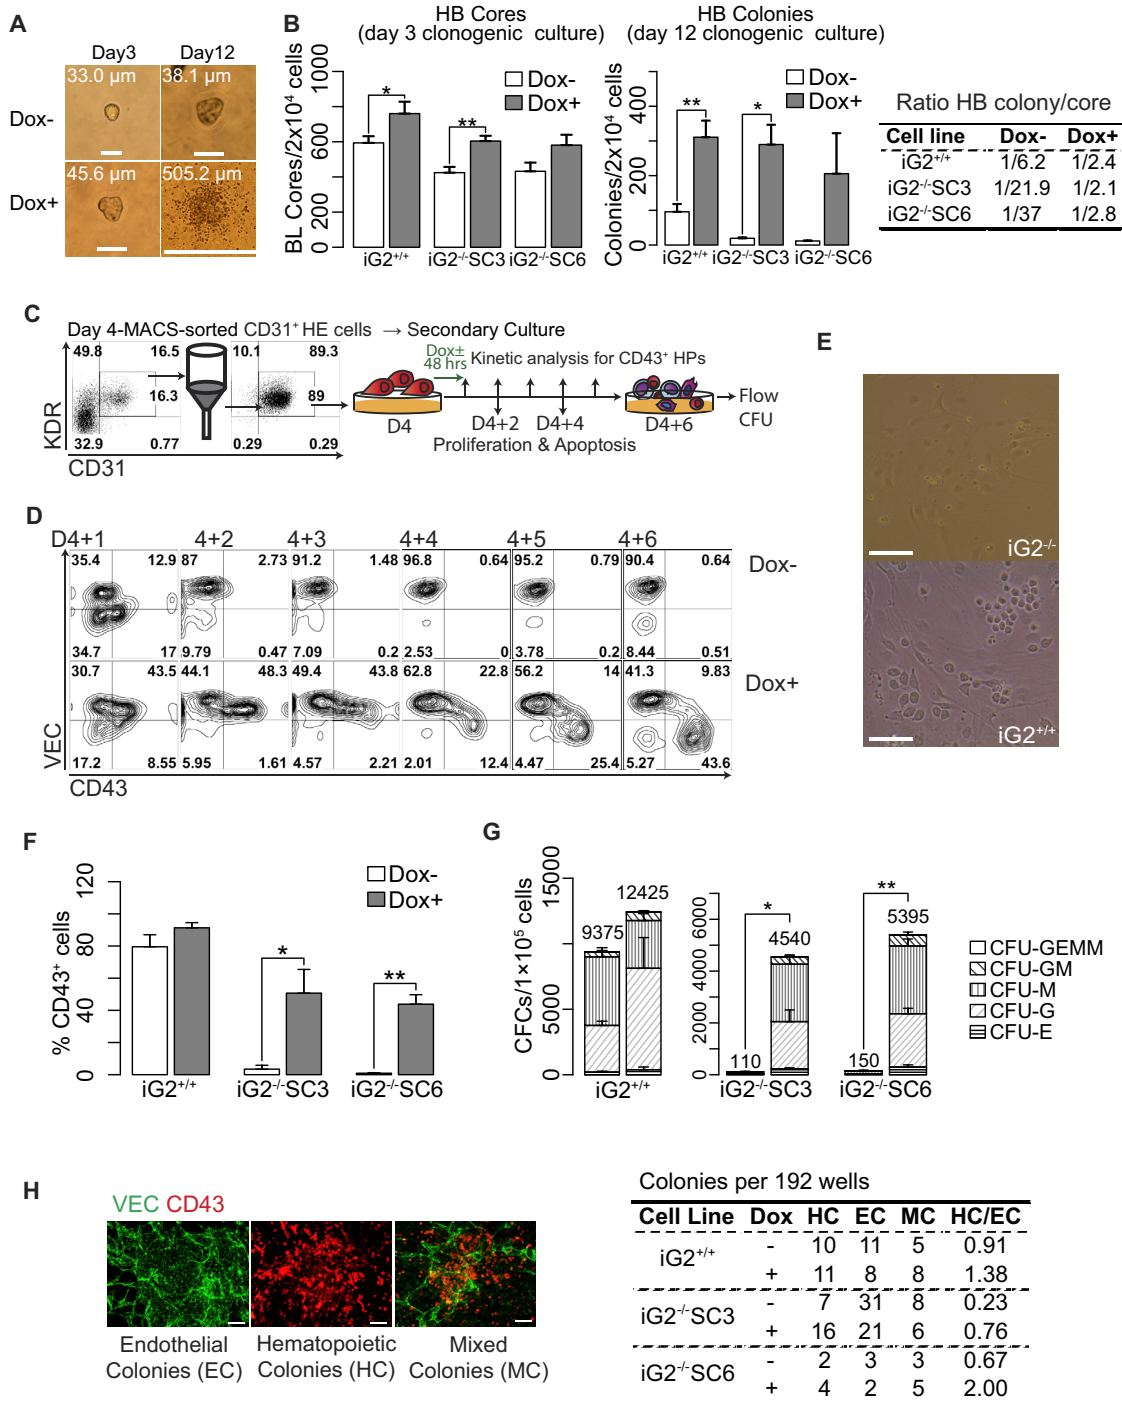 A
Day3 Day12
33.0 µm 38.1 µm
Dox-
45.6 µm 505.2 µm
Dox+
B
HB Cores
(day 3 clonogenic culture)
BL Cores/2x10⁴ cells
0 200 600 1000
Dox-
Dox+
* **
iG2⁺/⁺ iG2⁻/⁻SC3 iG2⁻/⁻SC6
HB Colonies
(day 12 clonogenic culture)
Colonies/2x10⁴ cells
0 200 400
Dox-
Dox+
** *
iG2⁺/⁺ iG2⁻/⁻SC3 iG2⁻/⁻SC6
Ratio HB colony/core
Cell line Dox- Dox+
iG2⁺/⁺ 1/6.2 1/2.4
iG2⁻/⁻SC3 1/21.9 1/2.1
iG2⁻/⁻SC6 1/37 1/2.8
C
Day 4-MACS-sorted CD31⁺ HE cells → Secondary Culture
49.8 16.5 10.1 89.3
16.3 89
32.9 0.77 0.29 0.29
KDR
CD31
Dox±
48 hrs
Kinetic analysis for CD43⁺ HPs
D4 D4+2 D4+4 D4+6
Proliferation & Apoptosis
Flow
CFU
D
D4+1 4+2 4+3 4+4 4+5 4+6
35.4 12.9 87 2.73 91.2 1.48 96.8 0.64 95.2 0.79 90.4 0.64
Dox-
34.7 17 9.79 0.47 7.09 0.2 2.53 0 3.78 0.2 8.44 0.51
30.7 43.5 44.1 48.3 49.4 43.8 62.8 22.8 56.2 14 41.3 9.83
Dox+
17.2 8.55 5.95 1.61 4.57 2.21 2.01 12.4 4.47 25.4 5.27 43.6
VEC
CD43
E
iG2⁻/⁻
iG2⁺/⁺
F
% CD43⁺ cells
0 40 80 120
Dox-
Dox+
* **
iG2⁺/⁺ iG2⁻/⁻SC3 iG2⁻/⁻SC6
G
CFCs/1×10⁵ cells
0 5000 15000
9375 12425
iG2⁺/⁺
0 2000 4000 6000
*
110 4540
iG2⁻/⁻SC3
**
150 5395
iG2⁻/⁻SC6
CFU-GEMM
CFU-GM
CFU-M
CFU-G
CFU-E
H
VEC CD43
Endothelial
Colonies (EC)
Hematopoietic
Colonies (HC)
Mixed
Colonies (MC)
Colonies per 192 wells
Cell Line Dox HC EC MC HC/EC
iG2⁺/⁺ - 10 11 5 0.91
+ 11 8 8 1.38
iG2⁻/⁻SC3 - 7 31 8 0.23
+ 16 21 6 0.76
iG2⁻/⁻SC6 - 2 3 3 0.67
+ 4 2 5 2.00